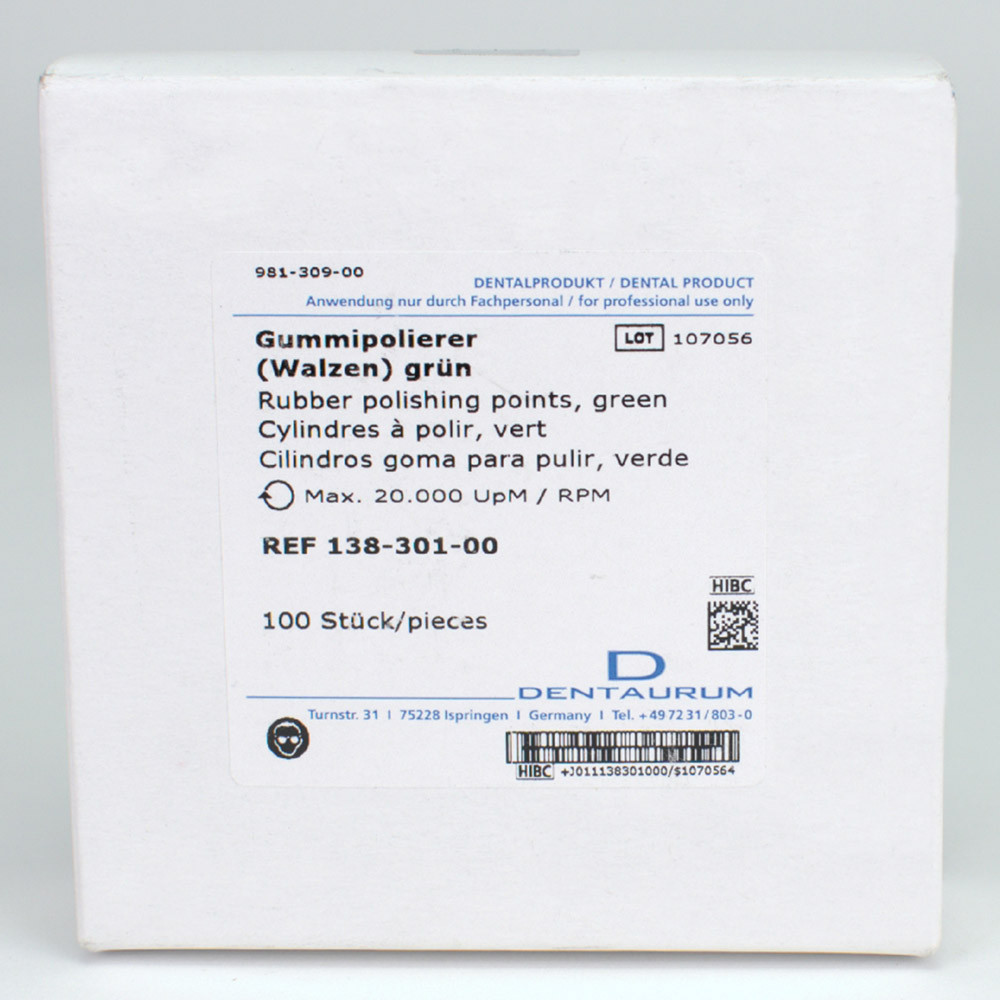 981-309-00
DENTALPRODUKT / DENTAL PRODUCT
Anwendung nur durch Fachpersonal / for professional use only
Gummipolierer
(Walzen) grün
LOT 107056
Rubber polishing points, green
Cylindres à polir, vert
Cilindros goma para pulir, verde
Max. 20.000 UpM / RPM
REF 138-301-00
HIBC
100 Stück/pieces
D
DENTAURUM
Turnstr. 31 I 75228 Ispringen I Germany I Tel. +49 72 31 / 803-0
HIBC +J011138301000/$1070564